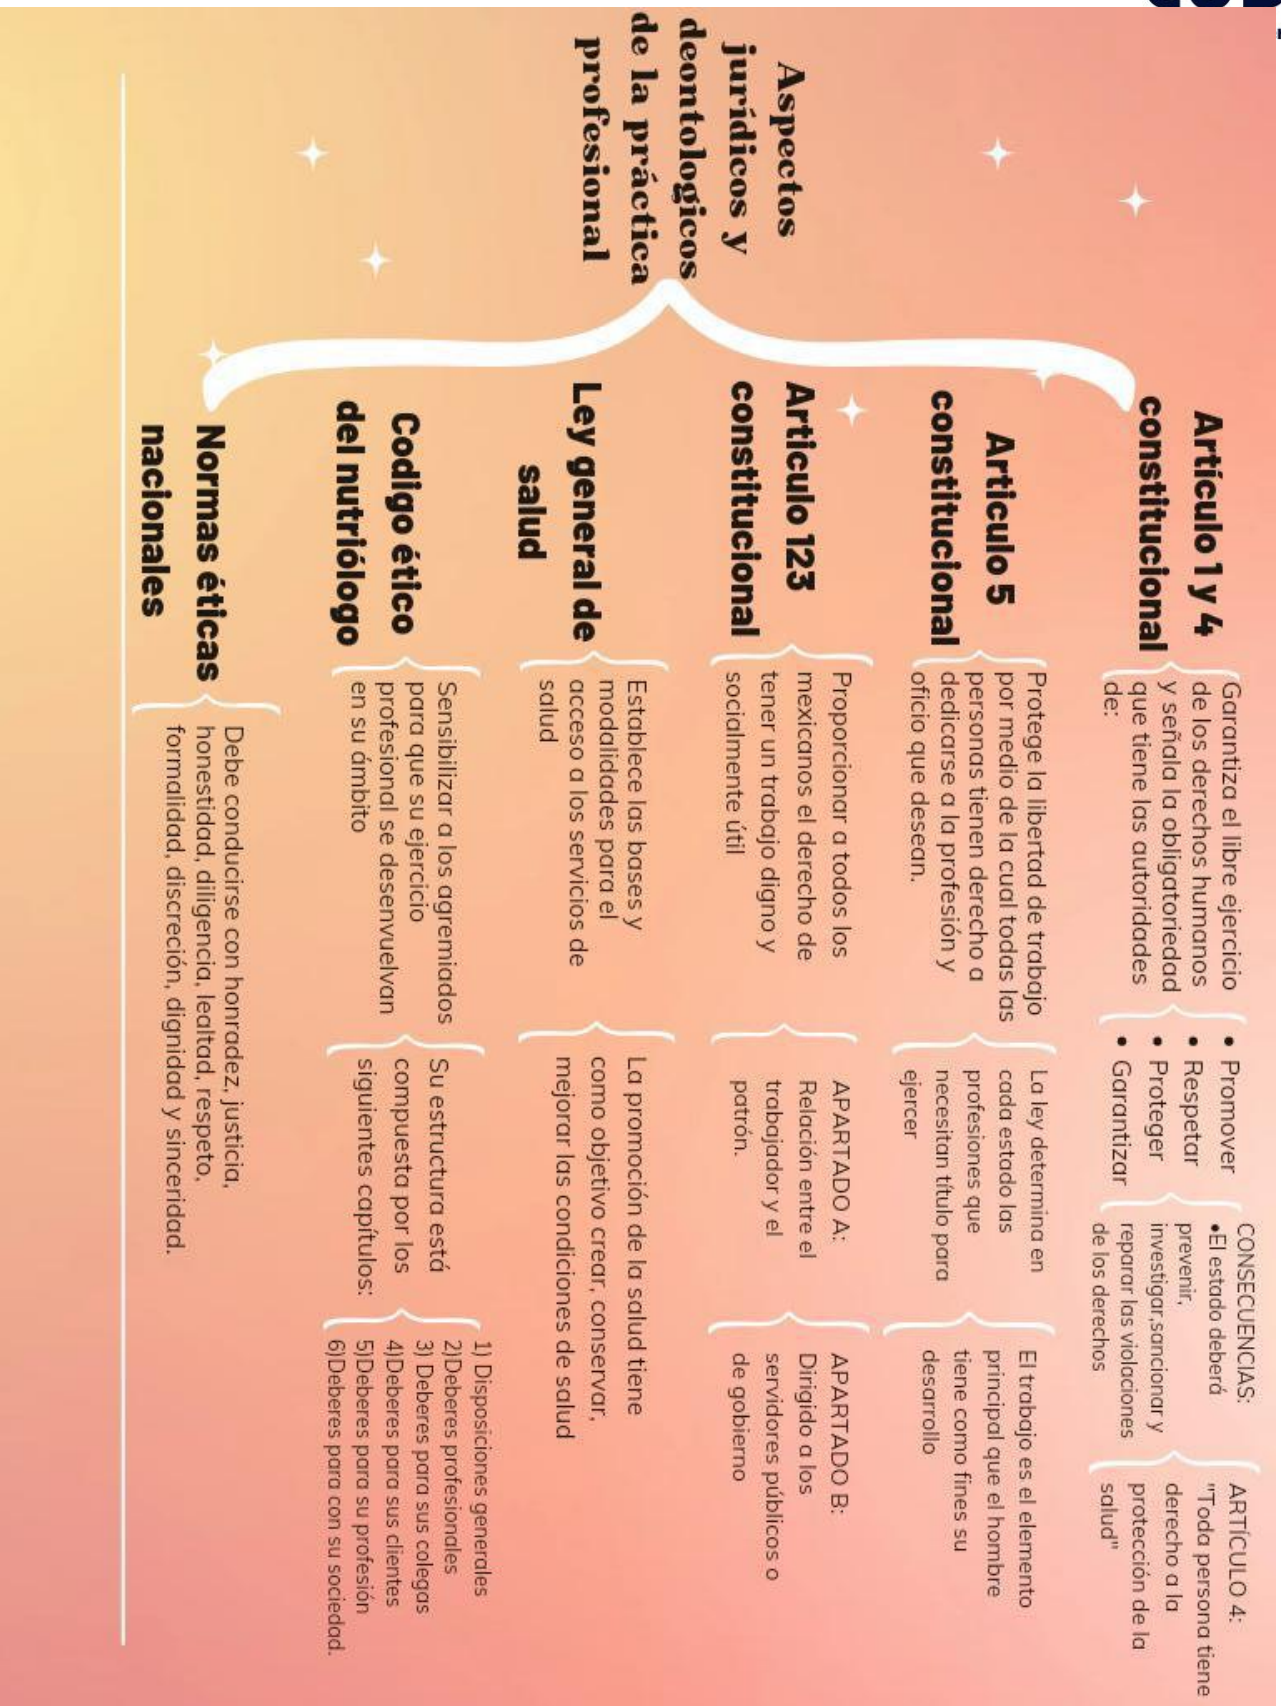 Aspectos
jurídicos y
deontologicos
de la práctica
profesional
Artículo 1 y 4
constitucional
Garantiza el libre ejercicio
de los derechos humanos
y señala la obligatoriedad
que tiene las autoridades
de:
• Promover
• Respetar
• Proteger
• Garantizar
CONSECUENCIAS:
•El estado deberá
prevenir,
investigar,sancionar y
reparar las violaciones
de los derechos
ARTÍCULO 4:
"Toda persona tiene
derecho a la
protección de la
salud"
Articulo 5
constitucional
Protege la libertad de trabajo
por medio de la cual todas las
personas tienen derecho a
dedicarse a la profesión y
oficio que desean.
La ley determina en
cada estado las
profesiones que
necesitan título para
ejercer
El trabajo es el elemento
principal que el hombre
tiene como fines su
desarrollo
Articulo 123
constitucional
Proporcionar a todos los
mexicanos el derecho de
tener un trabajo digno y
socialmente útil
APARTADO A:
Relación entre el
trabajador y el
patrón.
APARTADO B:
Dirigido a los
servidores públicos o
de gobierno
Ley general de
salud
Establece las bases y
modalidades para el
acceso a los servicios de
salud
La promoción de la salud tiene
como objetivo crear, conservar,
mejorar las condiciones de salud
Codigo ético
del nutriólogo
Sensibilizar a los agremiados
para que su ejercicio
profesional se desenvuelvan
en su ámbito
Su estructura está
compuesta por los
siguientes capítulos:
1) Disposiciones generales
2)Deberes profesionales
3) Deberes para sus colegas
4)Deberes para sus clientes
5)Deberes para su profesión
6)Deberes para con su sociedad.
Normas éticas
nacionales
Debe conducirse con honradez, justicia,
honestidad, diligencia, lealtad, respeto,
formalidad, discreción, dignidad y sinceridad.